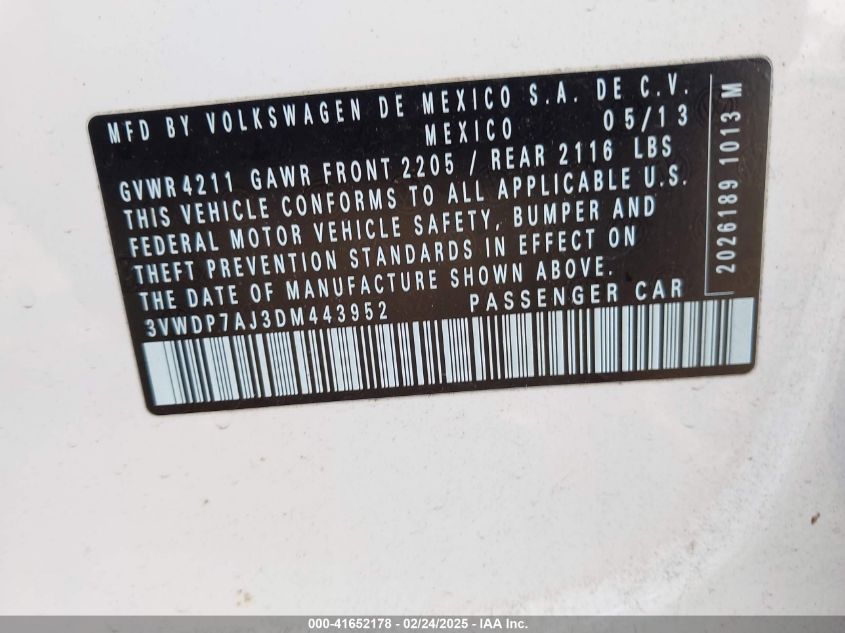 MFD BY VOLKSWAGEN DE MEXICO S.A. DE C.V.
MEXICO 05/13
GVWR 4211 GAWR FRONT 2205 / REAR 2116 LBS
THIS VEHICLE CONFORMS TO ALL APPLICABLE U.S.
FEDERAL MOTOR VEHICLE SAFETY, BUMPER AND
THEFT PREVENTION STANDARDS IN EFFECT ON
THE DATE OF MANUFACTURE SHOWN ABOVE.
3VWDP7AJ3DM443952 PASSENGER CAR
2026189 1013 M
000-41652178 - 02/24/2025 - IAA Inc.